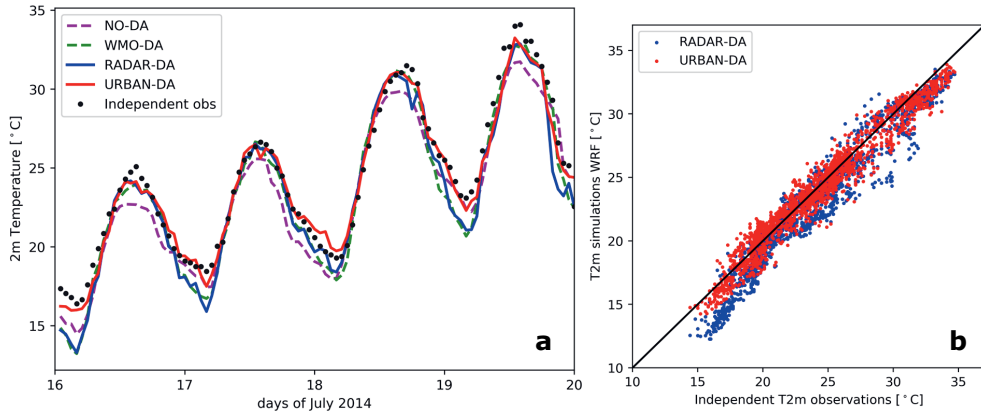 35
30
25
20
15
2m Temperature [°C]
NO-DA
WMO-DA
RADAR-DA
URBAN-DA
Independent obs
a
16
17
18
19
20
days of July 2014
35
30
25
20
15
10
T2m simulations WRF [°C]
RADAR-DA
URBAN-DA
b
10
15
20
25
30
35
Independent T2m observations [°C]